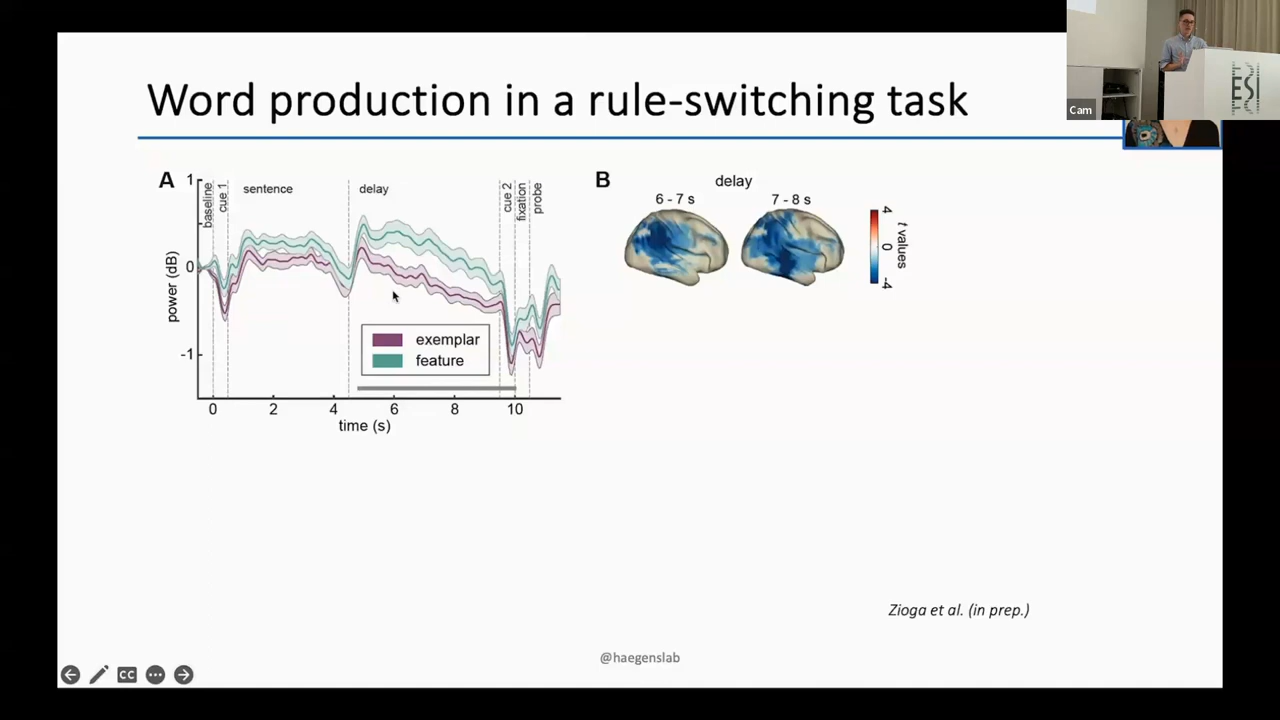 Word production in a rule-switching task
Cam
ESI
A
1
0
-1
power (dB)
baseline
cue 1
sentence
delay
cue 2
fixation
probe
exemplar
feature
0 2 4 6 8 10
time (s)
B
delay
6 - 7 s
7 - 8 s
4
0
-4
t values
Zioga et al. (in prep.)
@haegenslab
CC